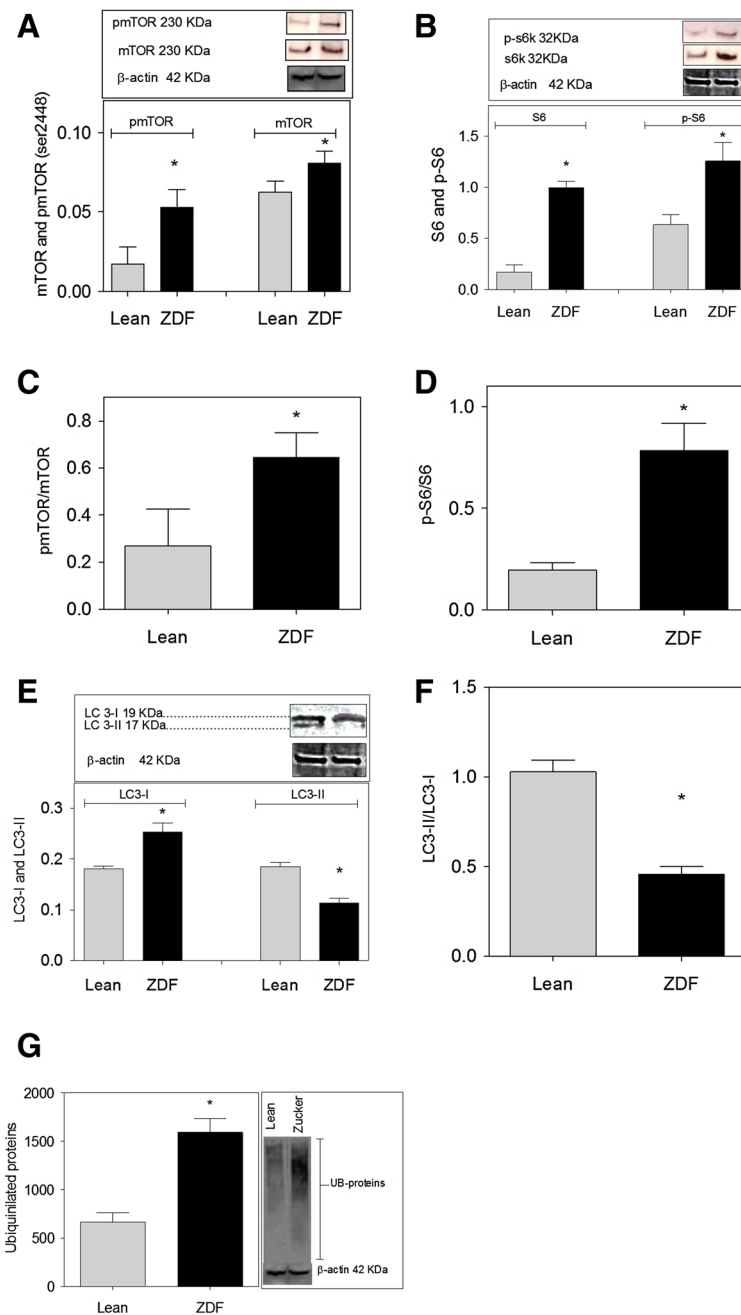 A
pmTOR 230 KDa
mTOR 230 KDa
β-actin 42 KDa
mTOR and pmTOR (ser2448)
0.10
0.05
0.00
pmTOR
mTOR
*
*
Lean ZDF Lean ZDF
B
p-s6k 32KDa
s6k 32KDa
β-actin 42 KDa
S6 and p-S6
1.5
1.0
0.5
0.0
S6
p-S6
*
*
Lean ZDF Lean ZDF
C
pmTOR/mTOR
0.8
0.6
0.4
0.2
0.0
*
Lean ZDF
D
p-S6/S6
1.0
0.5
0.0
*
Lean ZDF
E
LC 3-I 19 KDa
LC 3-II 17 KDa
β-actin 42 KDa
LC3-I and LC3-II
0.3
0.2
0.1
0.0
LC3-I
LC3-II
*
*
Lean ZDF Lean ZDF
F
LC3-II/LC3-I
1.5
1.0
0.5
0.0
*
Lean ZDF
G
Ubiquinilated proteins
2000
1500
1000
500
0
*
Lean ZDF
Lean
Zucker
UB-proteins
β-actin 42 KDa